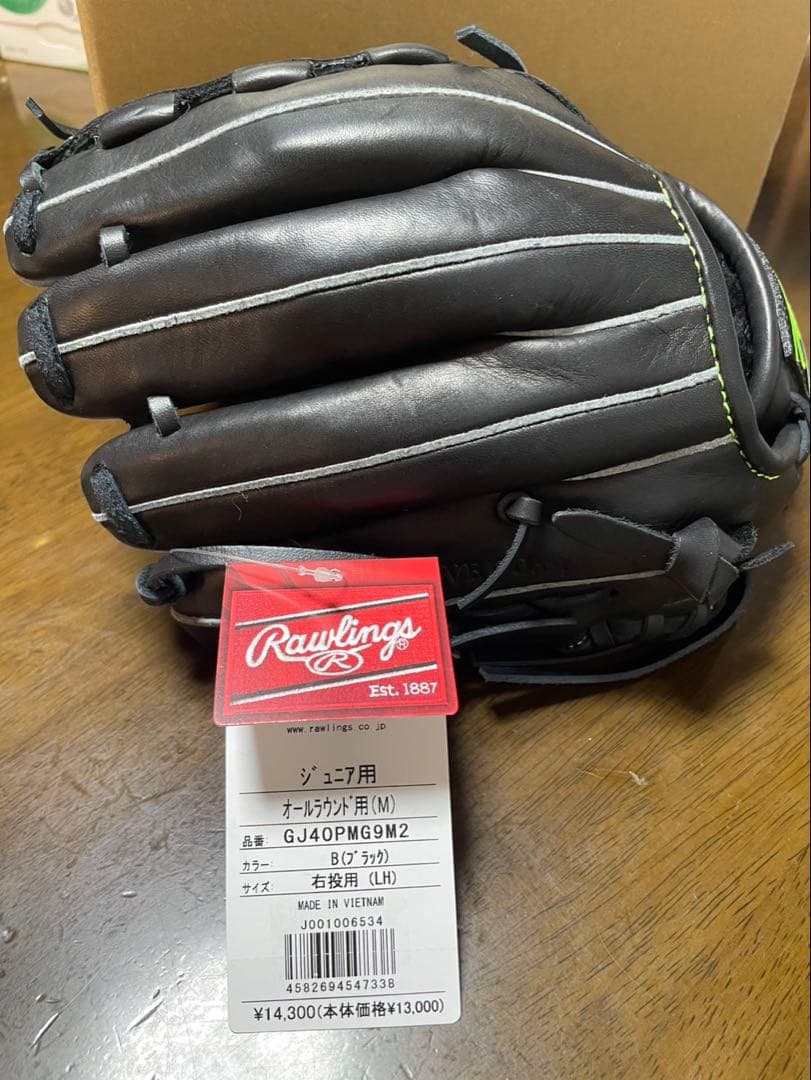 Rawlings®
R
Est. 1887
www.rawlings.co.jp
ジュニア用
オールラウンド用(M)
品番: GJ40PMG9M2
カラー: B(ブラック)
サイズ: 右投用 (LH)
MADE IN VIETNAM
J001006534
4582694547338
¥14,300(本体価格¥13,000)